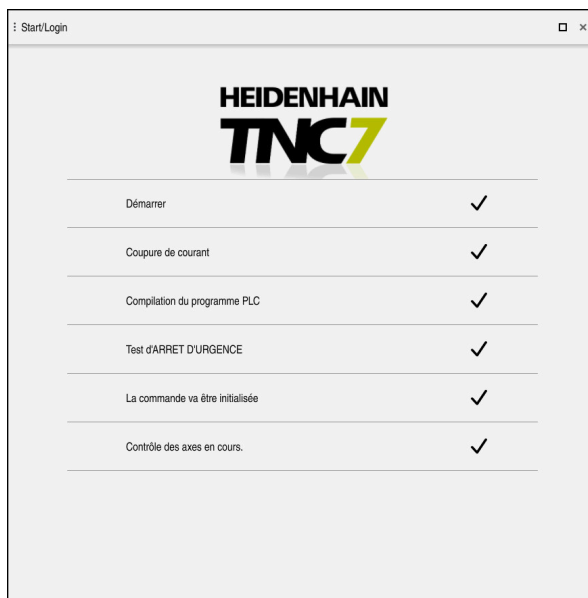 Start/Login
HEIDENHAIN
TNC7
Démarrer
Coupure de courant
Compilation du programme PLC
Test d'ARRET D'URGENCE
La commande va être initialisée
Contrôle des axes en cours.